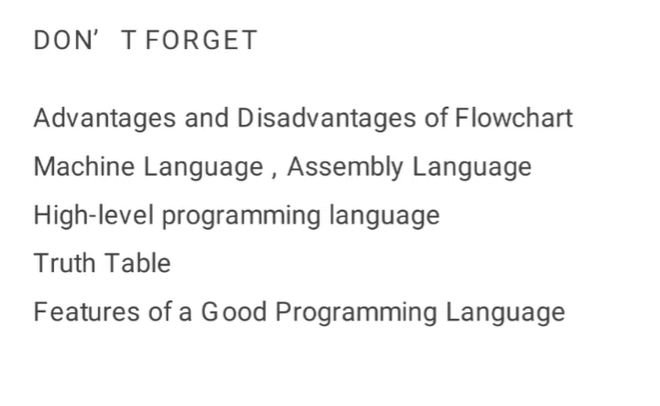 DON’ T FORGET
Advantages and Disadvantages of Flowchart
Machine Language , Assembly Language
High-level programming language
Truth Table
Features of a Good Programming Language